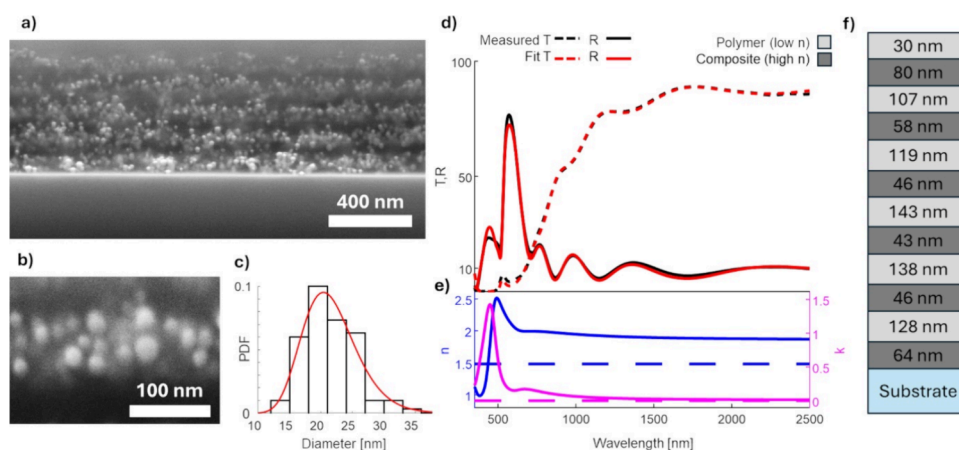 a)
400 nm
b)
100 nm
c)
0.1
PDF
0
10 15 20 25 30 35
Diameter [nm]
d)
Measured T R
Fit T R
Polymer (low n)
Composite (high n)
100
T,R
50
10
e)
2.5
2
n
1.5
1
1.5
1
k
0.5
0
500 1000 1500 2000 2500
Wavelength [nm]
f)
30 nm
80 nm
107 nm
58 nm
119 nm
46 nm
143 nm
43 nm
138 nm
46 nm
128 nm
64 nm
Substrate